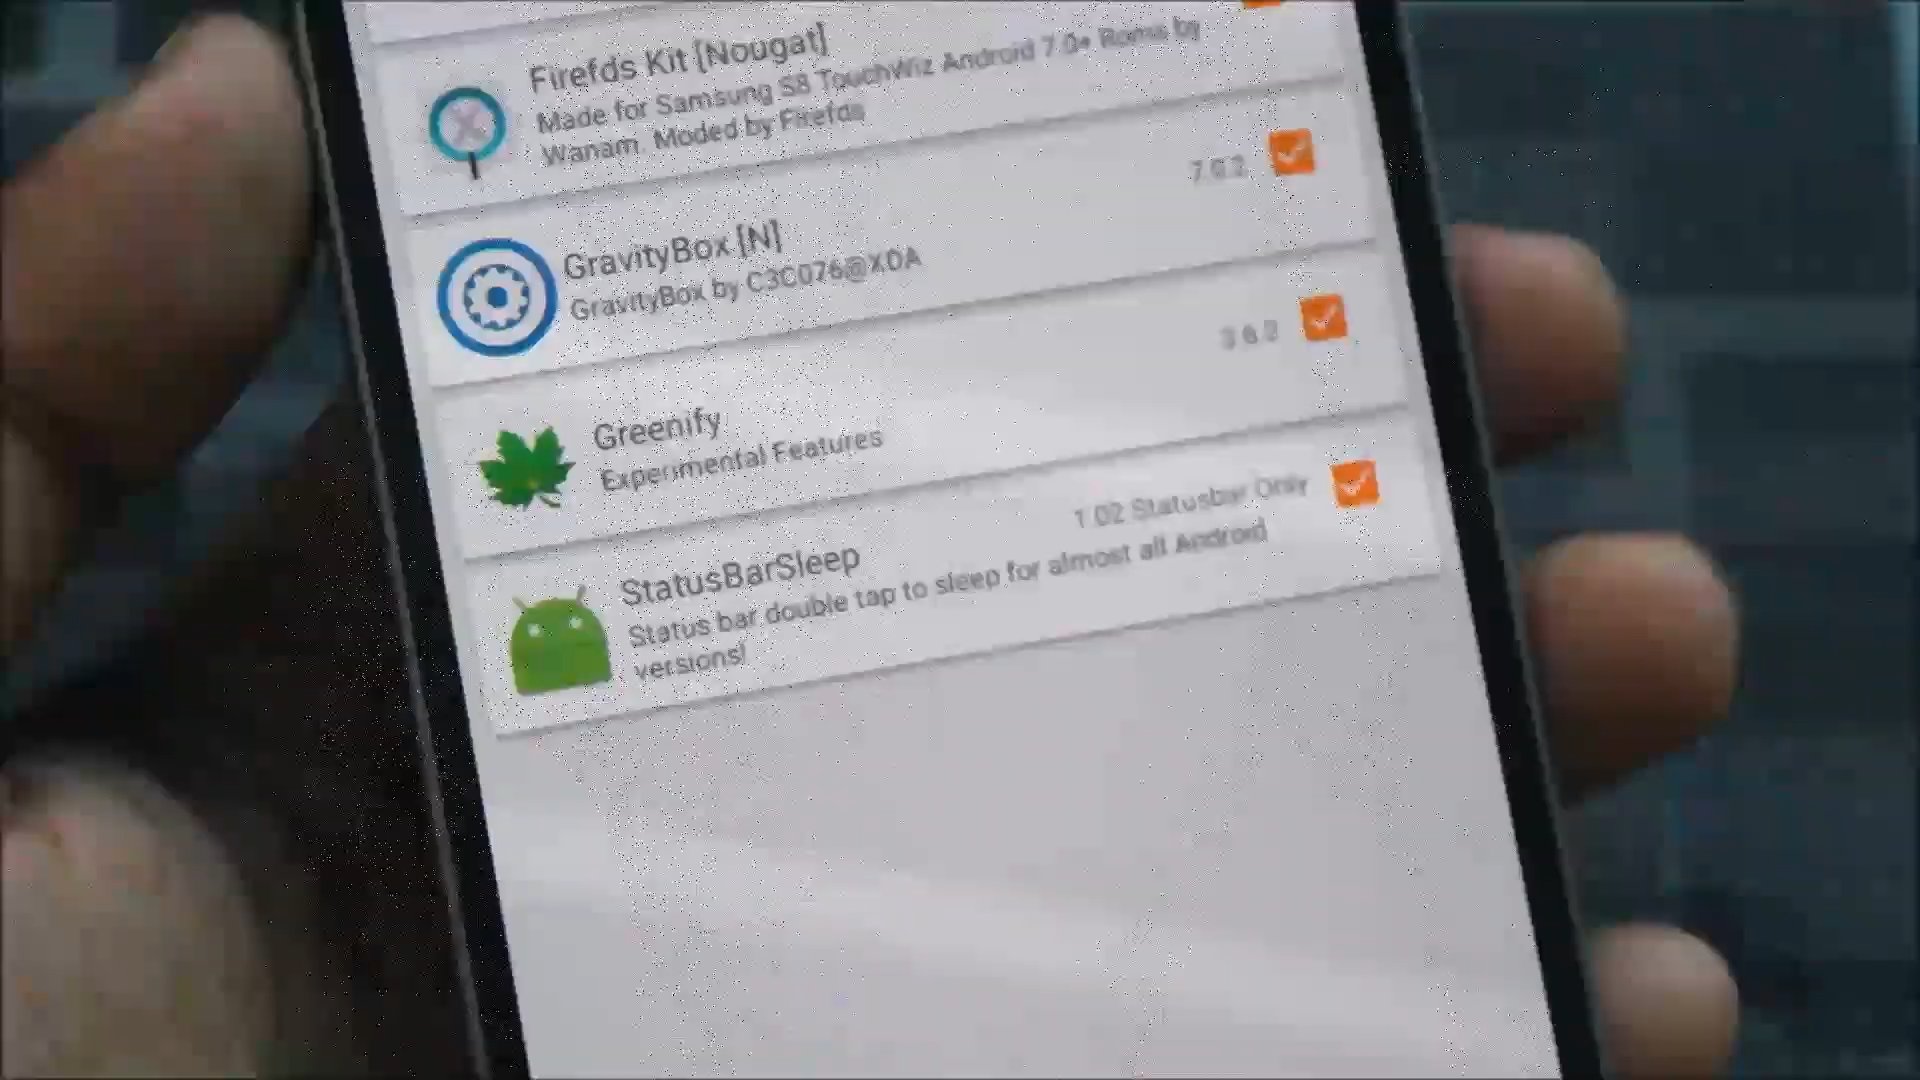 Firefds Kit [Nougat]
Made for Samsung S8 TouchWiz Android 7.0+ Roms by
Wanam. Moded by Firefds
7.0.2
GravityBox [N]
GravityBox by C3C076@XDA
Greenify
Experimental Features
1.02 Statusbar Only
StatusBarSleep
Status bar double tap to sleep for almost all Android
versions!